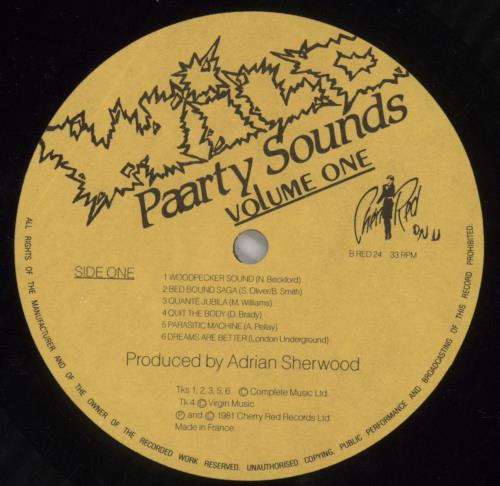 WILD
Paarty Sounds
VOLUME ONE
Cherry Red
ON U
B RED 24 33 RPM
SIDE ONE
1 WOODPECKER SOUND (N. Beckford)
2 BED BOUND SAGA (S. Oliver/B. Smith)
3 QUANTÉ JUBILA (M. Williams)
4 QUIT THE BODY (D. Brady)
5 PARASITIC MACHINE (A. Pellay)
6 DREAMS ARE BETTER (London Underground)
Produced by Adrian Sherwood
Tks 1, 2, 3, 5, 6 © Complete Music Ltd.
Tk 4 © Virgin Music
℗ and © 1981 Cherry Red Records Ltd
Made in France.
ALL RIGHTS OF THE MANUFACTURER AND OF THE OWNER OF THE RECORDED WORK RESERVED. UNAUTHORISED COPYING, PUBLIC PERFORMANCE AND BROADCASTING OF THIS RECORD PROHIBITED.